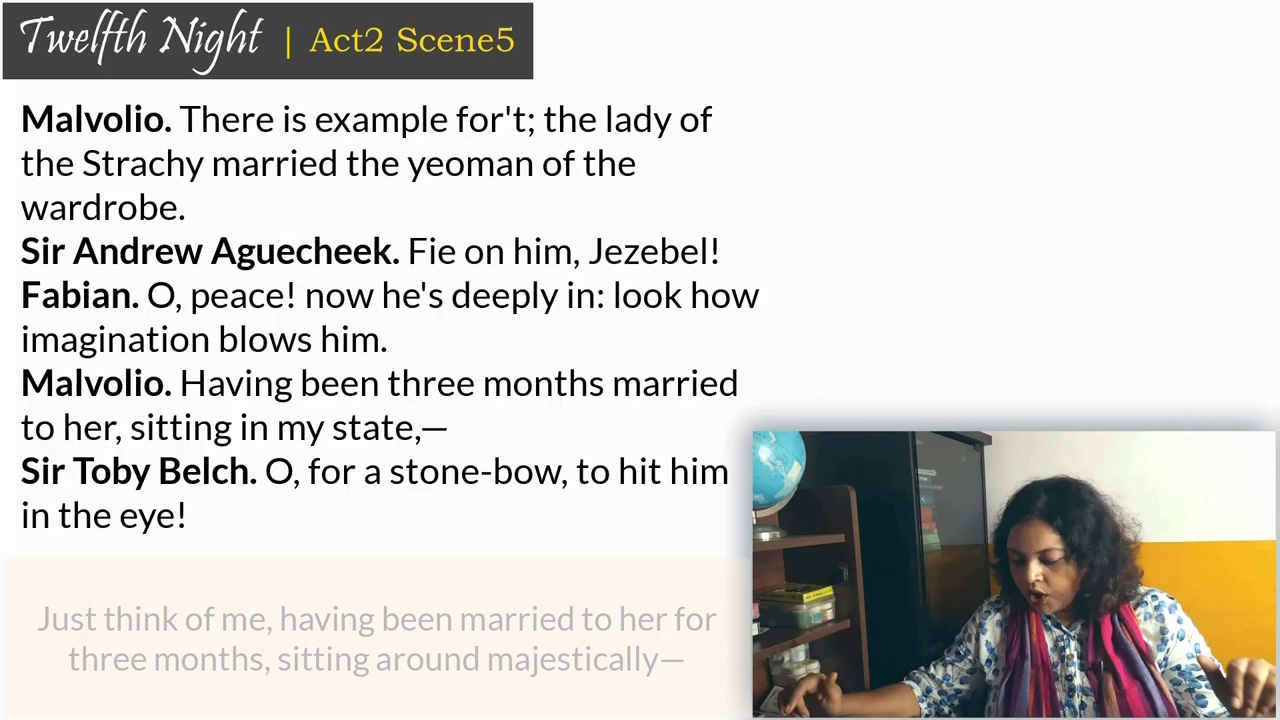 Twelfth Night | Act2 Scene5
Malvolio. There is example for't; the lady of
the Strachy married the yeoman of the
wardrobe.
Sir Andrew Aguecheek. Fie on him, Jezebel!
Fabian. O, peace! now he's deeply in: look how
imagination blows him.
Malvolio. Having been three months married
to her, sitting in my state,—
Sir Toby Belch. O, for a stone-bow, to hit him
in the eye!
Just think of me, having been married to her for
three months, sitting around majestically—